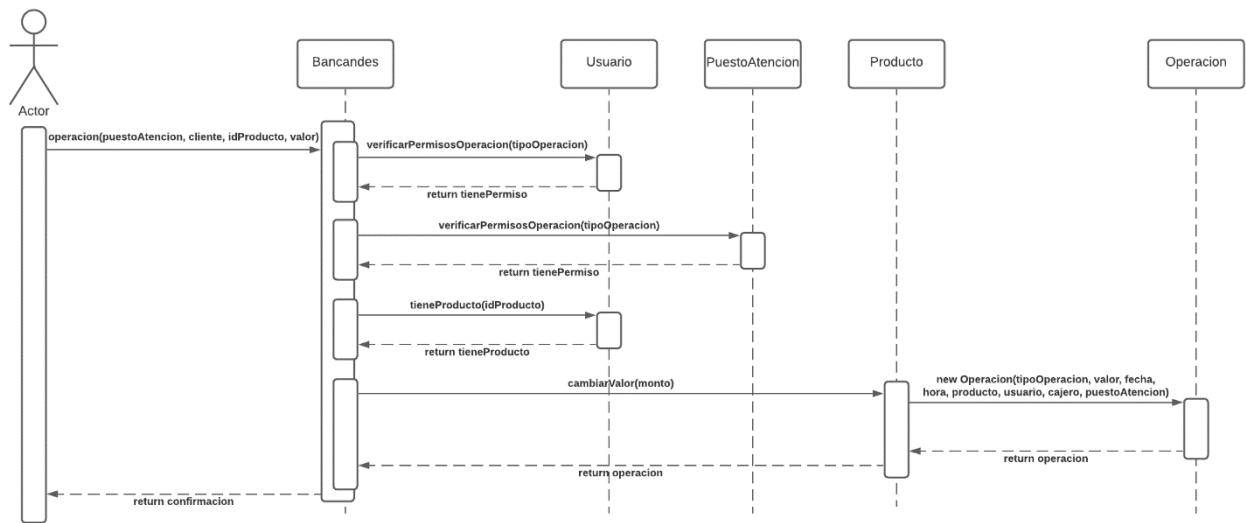 Bancandes
Usuario
PuestoAtencion
Producto
Operacion
Actor
operacion(puestoAtencion, cliente, idProducto, valor)
verificarPermisosOperacion(tipoOperacion)
return tienePermiso
verificarPermisosOperacion(tipoOperacion)
return tienePermiso
tieneProducto(idProducto)
return tieneProducto
cambiarValor(monto)
new Operacion(tipoOperacion, valor, fecha,
hora, producto, usuario, cajero, puestoAtencion)
return operacion
return operacion
return confirmacion